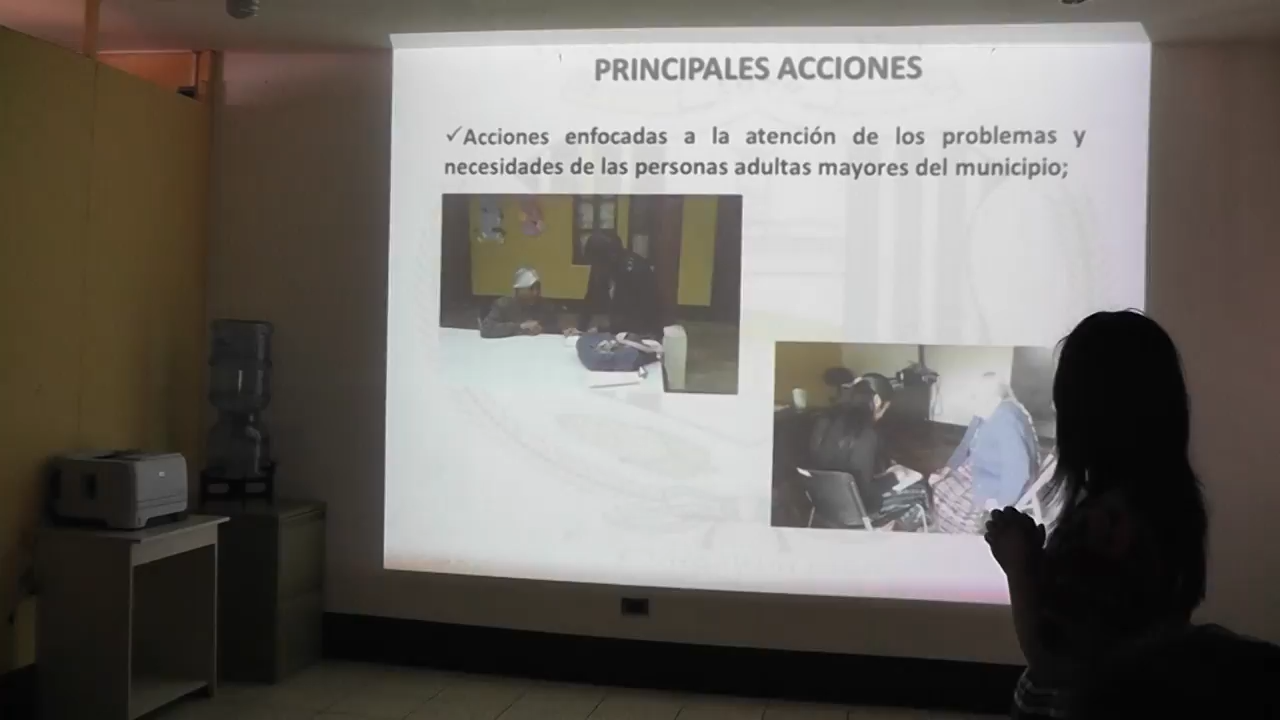 PRINCIPALES ACCIONES
✓Acciones enfocadas a la atención de los problemas y
necesidades de las personas adultas mayores del municipio;